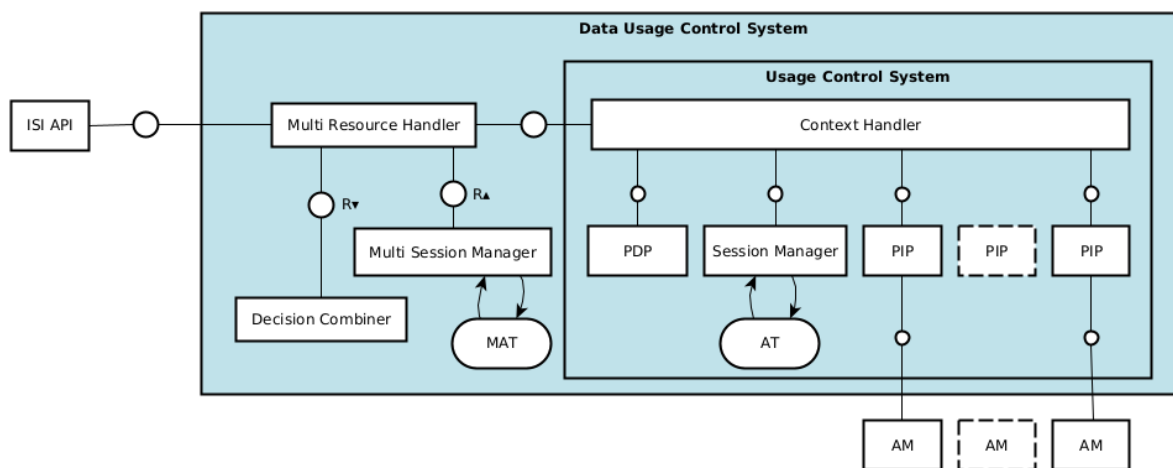 Data Usage Control System
Usage Control System
ISI API
Multi Resource Handler
Context Handler
R▾
R▴
Multi Session Manager
PDP
Session Manager
PIP
PIP
PIP
Decision Combiner
MAT
AT
AM
AM
AM